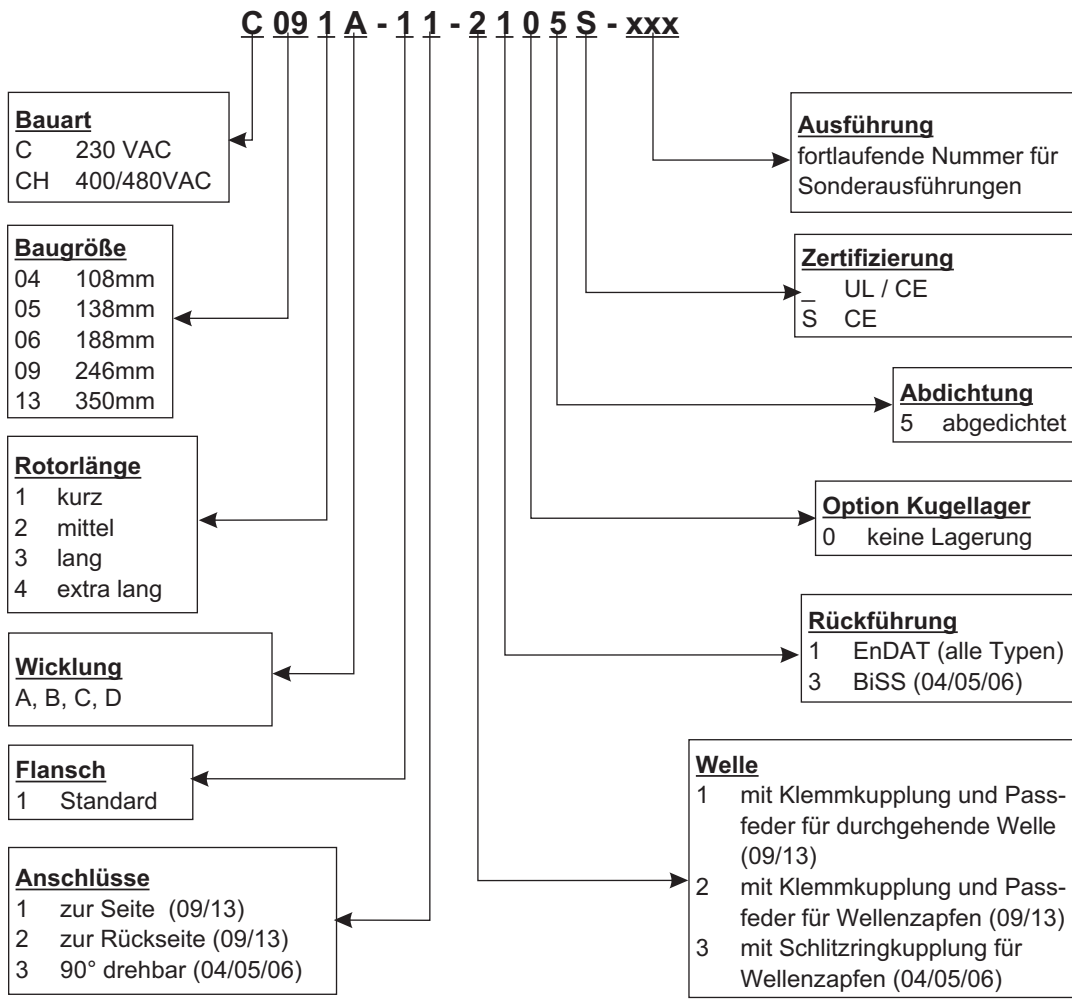 C 09 1 A - 1 1 - 2 1 0 5 S - xxx
Bauart
C 230 VAC
CH 400/480VAC
Baugröße
04 108mm
05 138mm
06 188mm
09 246mm
13 350mm
Rotorlänge
1 kurz
2 mittel
3 lang
4 extra lang
Wicklung
A, B, C, D
Flansch
1 Standard
Anschlüsse
1 zur Seite (09/13)
2 zur Rückseite (09/13)
3 90° drehbar (04/05/06)
Ausführung
fortlaufende Nummer für
Sonderausführungen
Zertifizierung
_ UL / CE
S CE
Abdichtung
5 abgedichtet
Option Kugellager
0 keine Lagerung
Rückführung
1 EnDAT (alle Typen)
3 BiSS (04/05/06)
Welle
1 mit Klemmkupplung und Pass-
feder für durchgehende Welle
(09/13)
2 mit Klemmkupplung und Pass-
feder für Wellenzapfen (09/13)
3 mit Schlitzringkupplung für
Wellenzapfen (04/05/06)